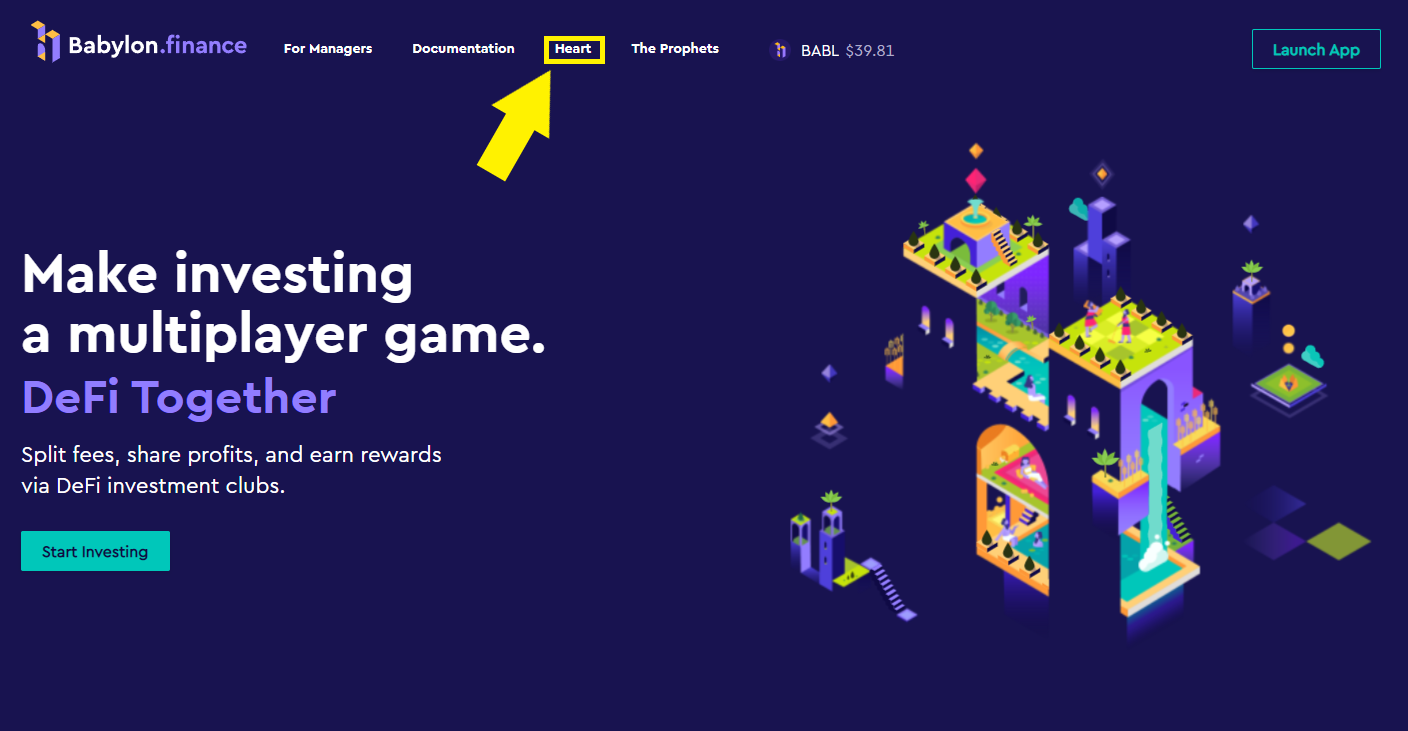 Babylon.finance
For Managers
Documentation
Heart
The Prophets
BABL $39.81
Launch App
Make investing
a multiplayer game.
DeFi Together
Split fees, share profits, and earn rewards
via DeFi investment clubs.
Start Investing